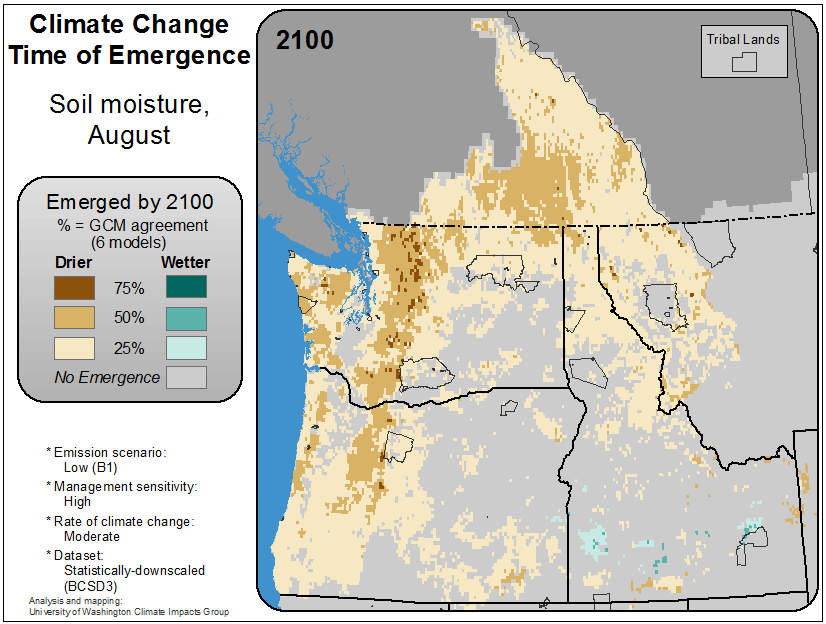 Climate Change
Time of Emergence
Soil moisture,
August
Emerged by 2100
% = GCM agreement
(6 models)
Drier Wetter
75%
50%
25%
No Emergence
* Emission scenario:
Low (B1)
* Management sensitivity:
High
* Rate of climate change:
Moderate
* Dataset:
Statistically-downscaled
(BCSD3)
Analysis and mapping:
University of Washington Climate Impacts Group
2100
Tribal Lands